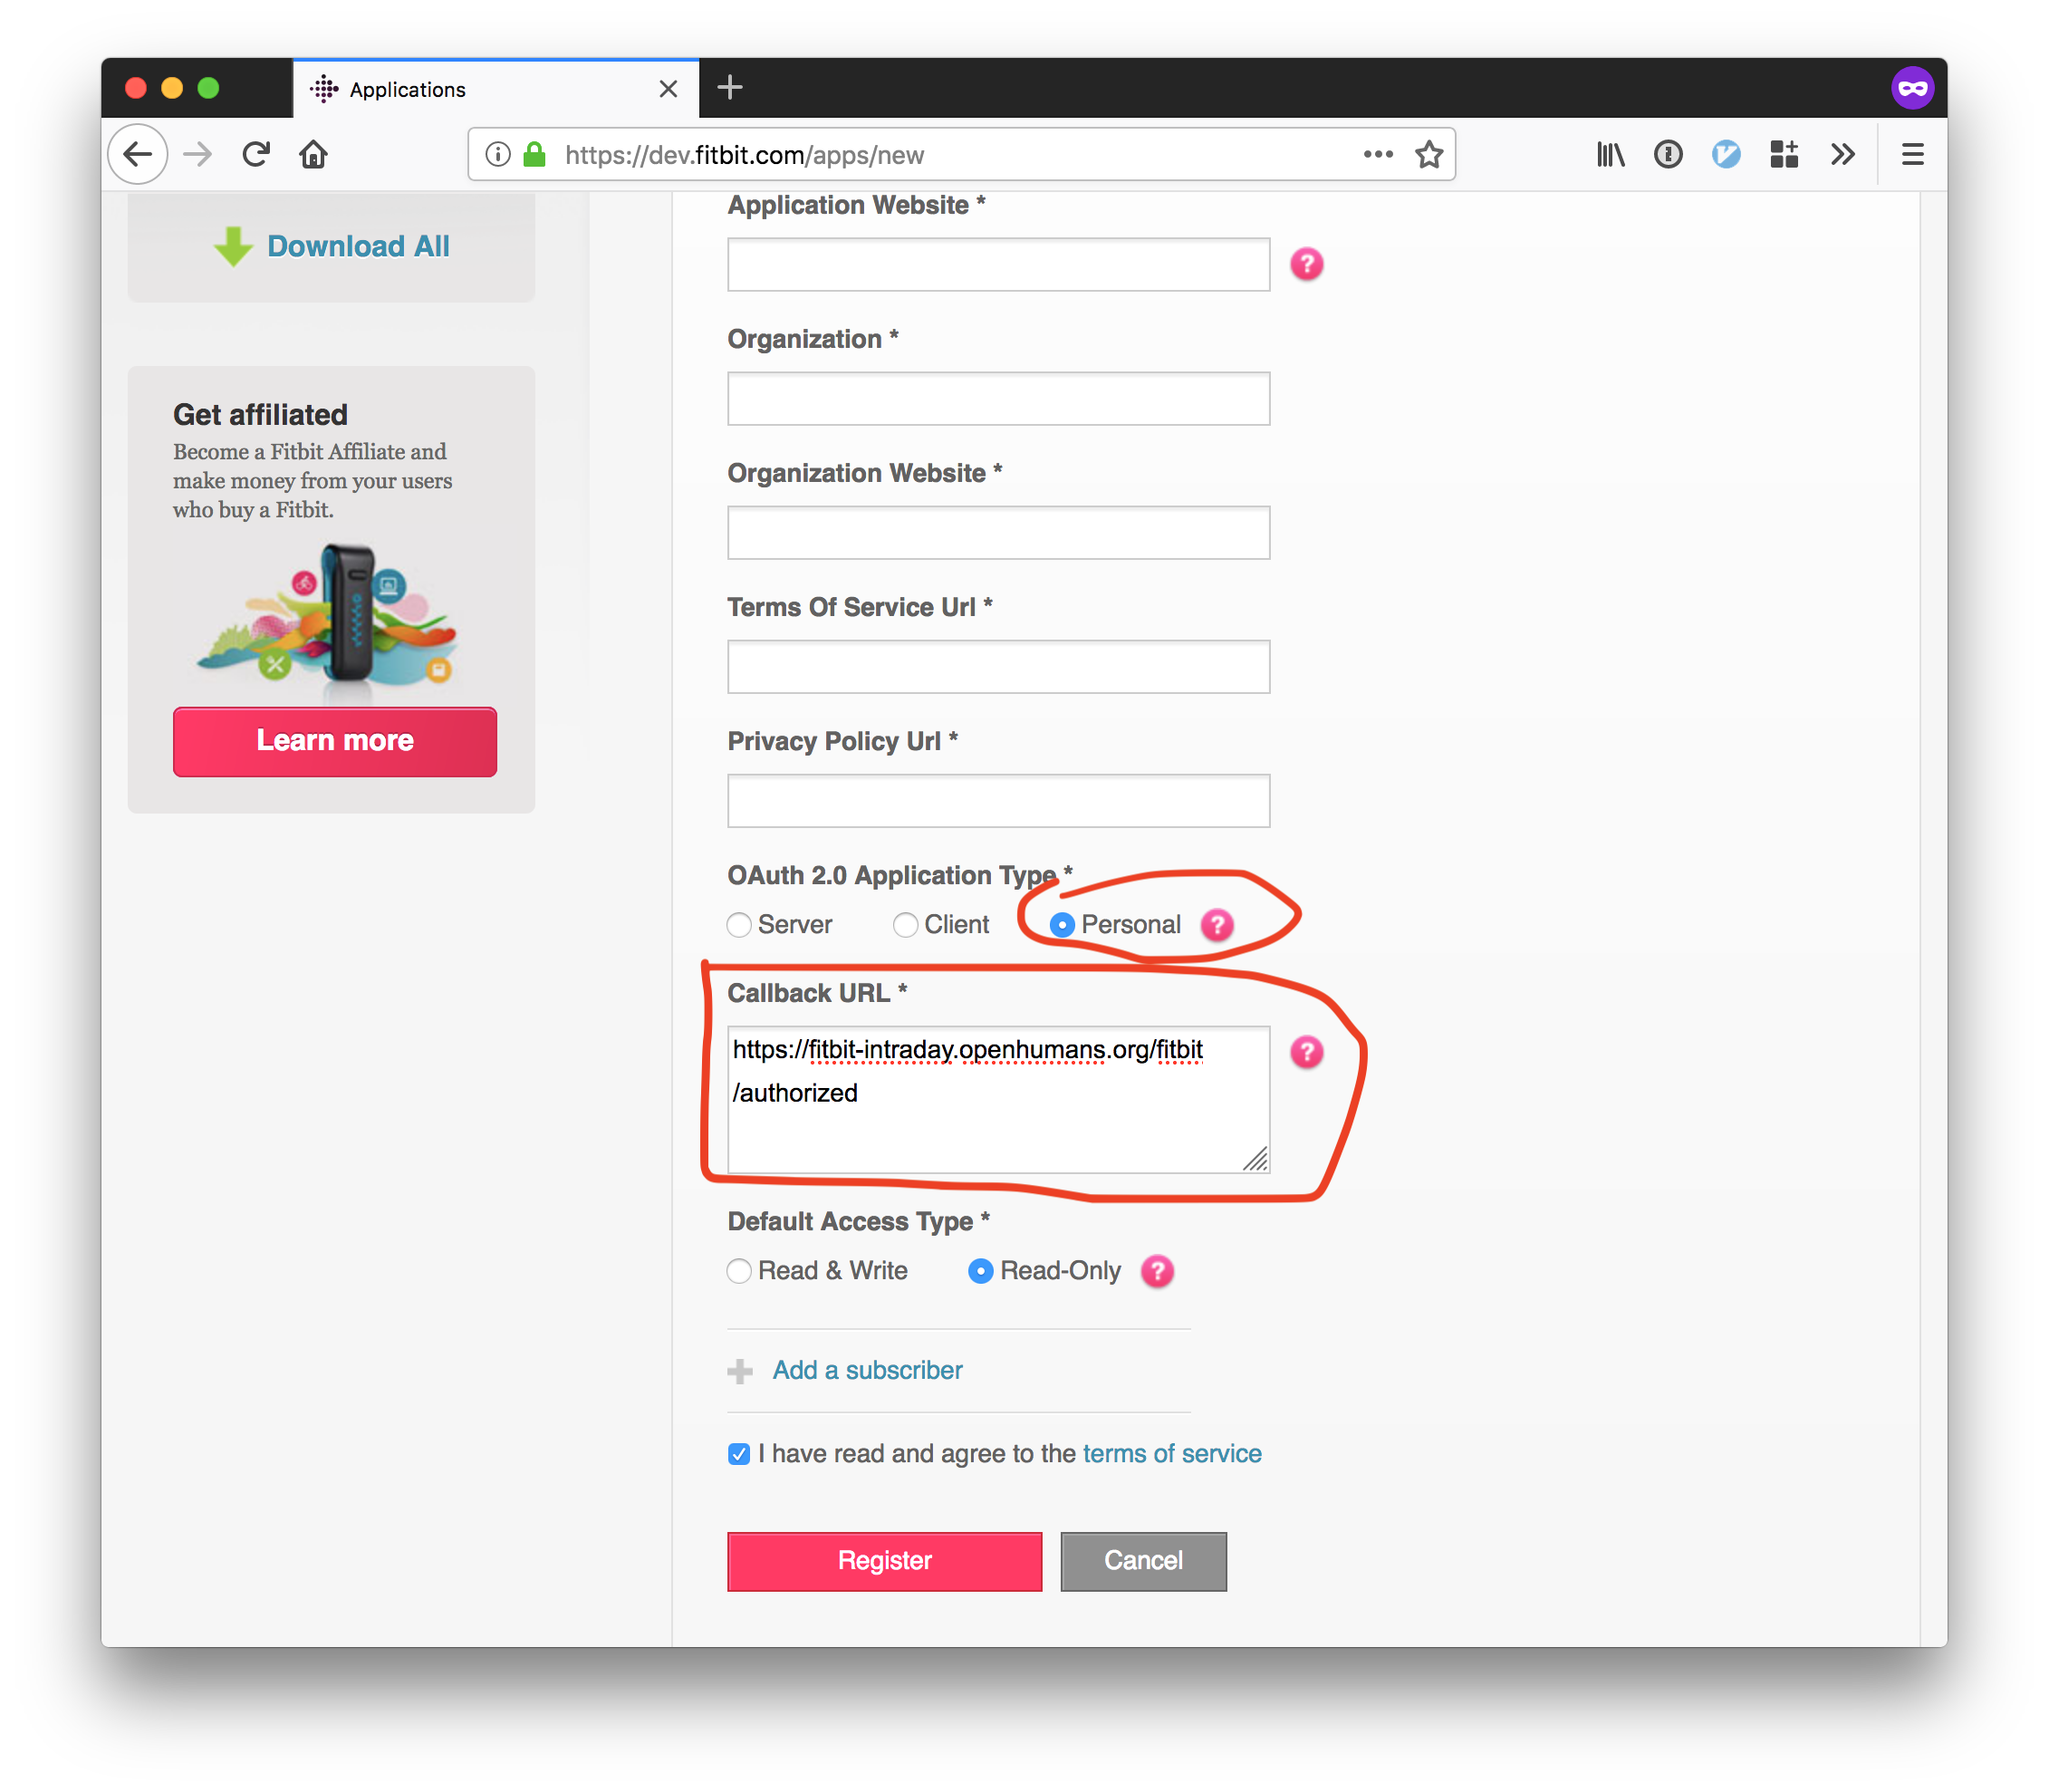 Applications
https://dev.fitbit.com/apps/new
Download All
Get affiliated
Become a Fitbit Affiliate and
make money from your users
who buy a Fitbit.
Learn more
Application Website *
?
Organization *
Organization Website *
Terms Of Service Url *
Privacy Policy Url *
OAuth 2.0 Application Type *
Server Client Personal ?
Callback URL *
https://fitbit-intraday.openhumans.org/fitbit
/authorized
?
Default Access Type *
Read & Write Read-Only ?
Add a subscriber
I have read and agree to the terms of service
Register Cancel